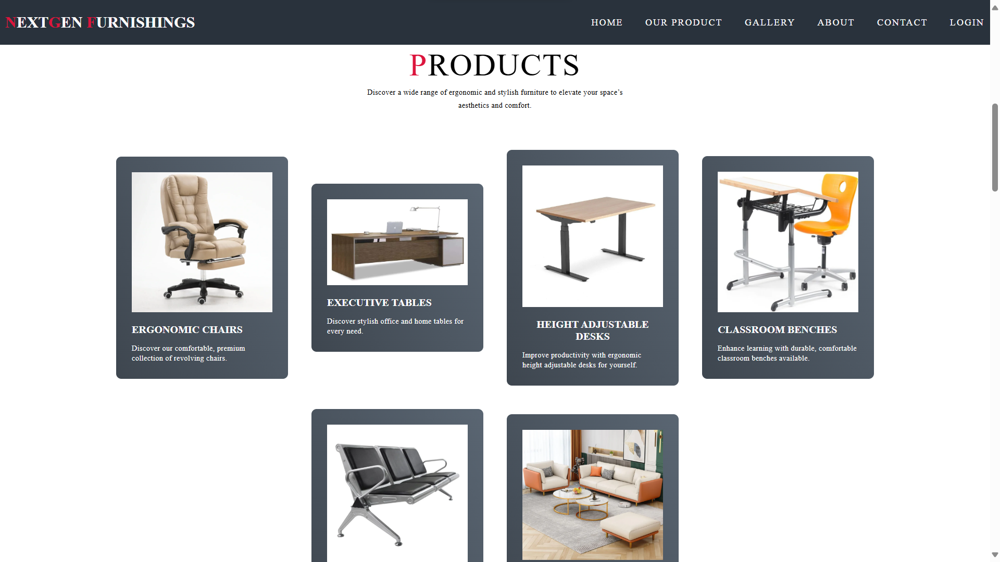 NEXTGEN FURNISHINGS
HOME
OUR PRODUCT
GALLERY
ABOUT
CONTACT
LOGIN
PRODUCTS
Discover a wide range of ergonomic and stylish furniture to elevate your space’s
aesthetics and comfort.
ERGONOMIC CHAIRS
Discover our comfortable, premium
collection of revolving chairs.
EXECUTIVE TABLES
Discover stylish office and home tables for
every need.
HEIGHT ADJUSTABLE
DESKS
Improve productivity with ergonomic
height adjustable desks for yourself.
CLASSROOM BENCHES
Enhance learning with durable, comfortable
classroom benches available.